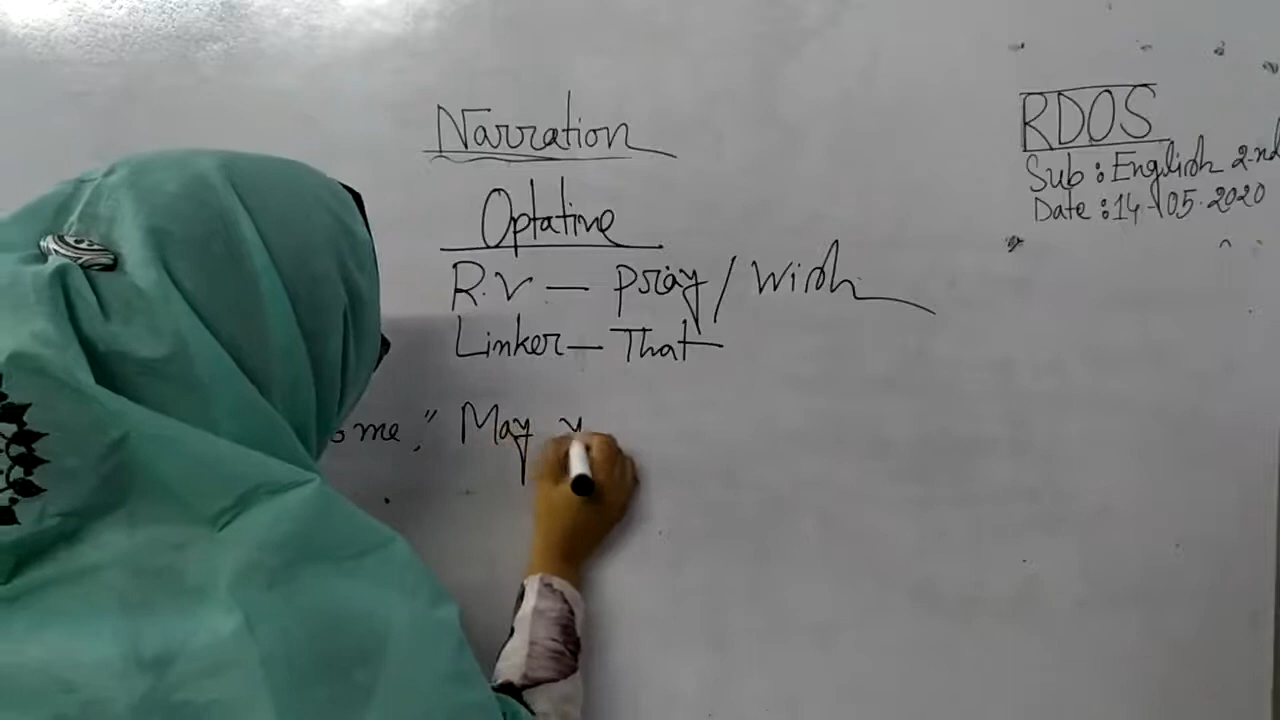 Narration
Optative
R.V — pray / Wish
Linker — That
me," May y
RDOS
Sub : English 2nd
Date : 14-05-2020